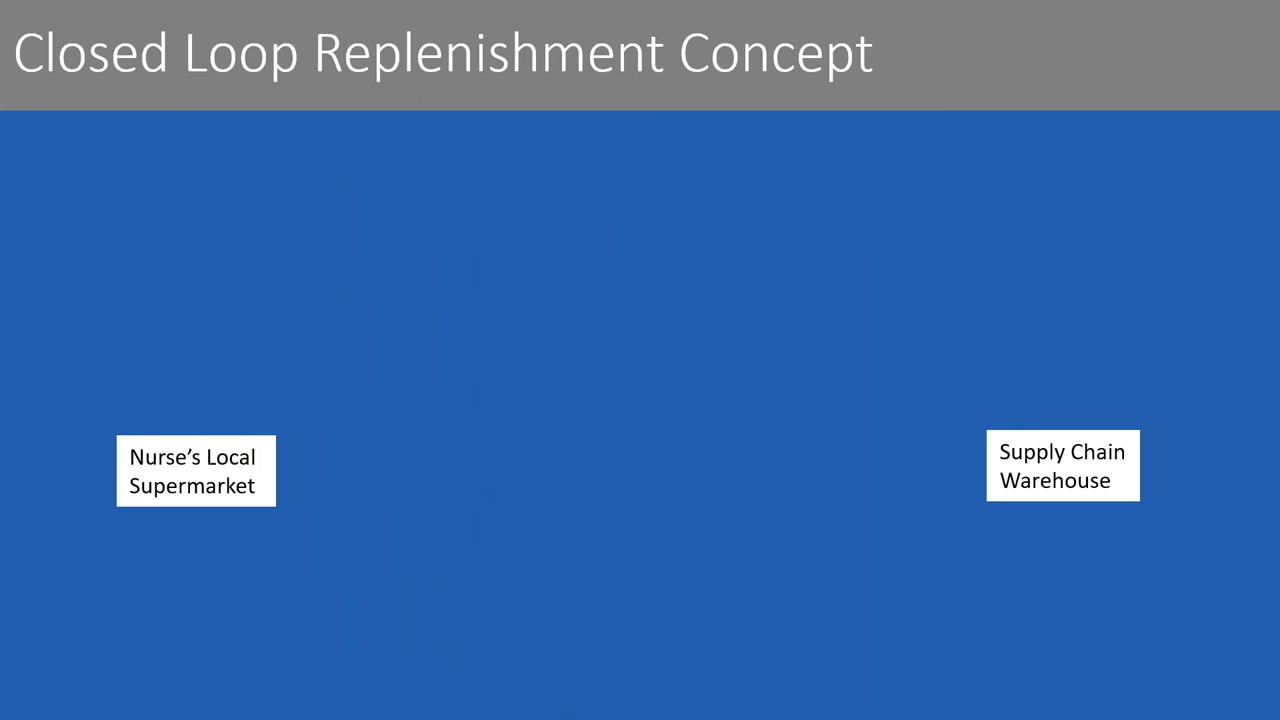 Closed Loop Replenishment Concept
Nurse’s Local
Supermarket
Supply Chain
Warehouse